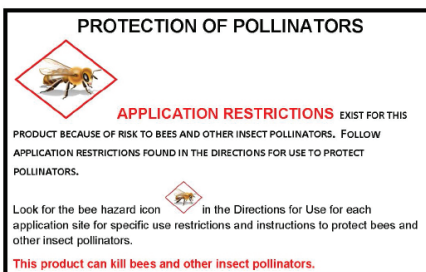 PROTECTION OF POLLINATORS
APPLICATION RESTRICTIONS EXIST FOR THIS
PRODUCT BECAUSE OF RISK TO BEES AND OTHER INSECT POLLINATORS. FOLLOW
APPLICATION RESTRICTIONS FOUND IN THE DIRECTIONS FOR USE TO PROTECT
POLLINATORS.
Look for the bee hazard icon in the Directions for Use for each
application site for specific use restrictions and instructions to protect bees and
other insect pollinators.
This product can kill bees and other insect pollinators.